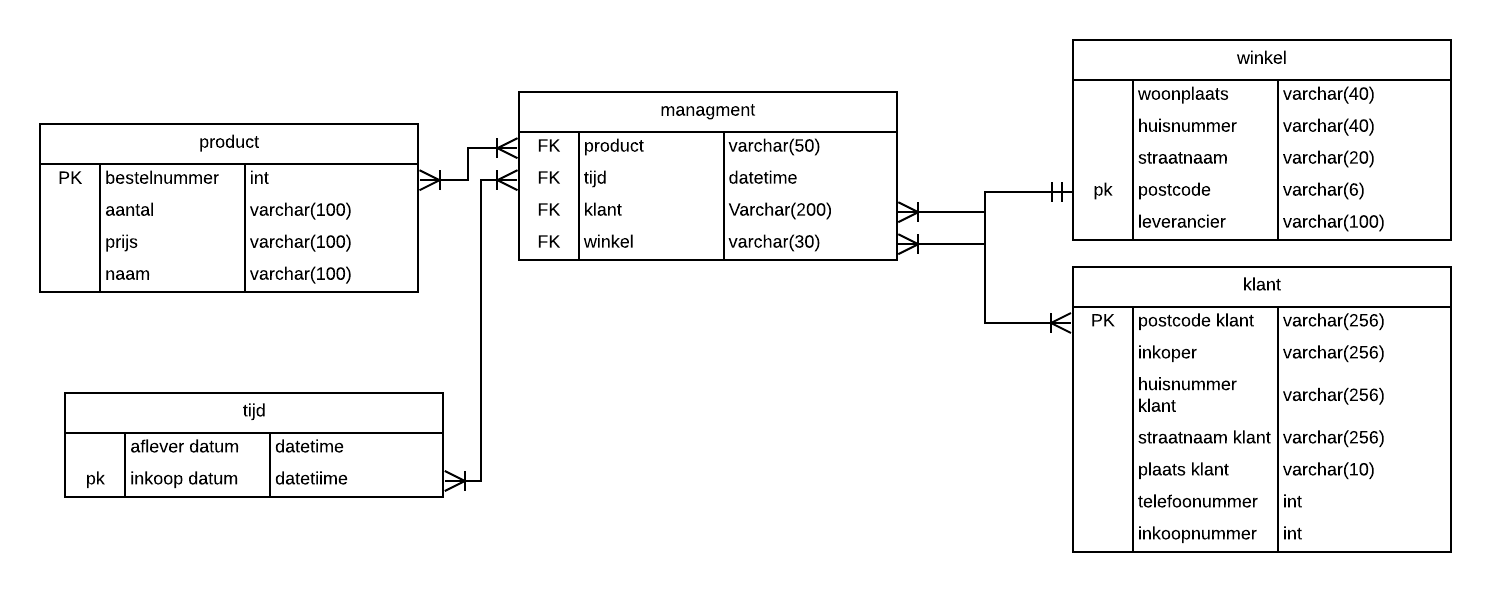 product
PK bestelnummer int
aantal varchar(100)
prijs varchar(100)
naam varchar(100)
tijd
aflever datum datetime
pk inkoop datum datetiime
managment
FK product varchar(50)
FK tijd datetime
FK klant Varchar(200)
FK winkel varchar(30)
winkel
woonplaats varchar(40)
huisnummer varchar(40)
straatnaam varchar(20)
pk postcode varchar(6)
leverancier varchar(100)
klant
PK postcode klant varchar(256)
inkoper varchar(256)
huisnummer
klant varchar(256)
straatnaam klant varchar(256)
plaats klant varchar(10)
telefoonummer int
inkoopnummer int